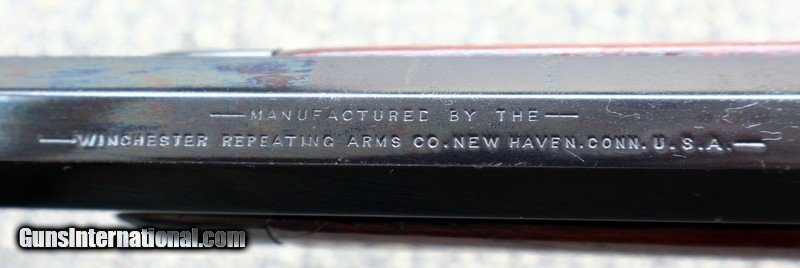 —MANUFACTURED BY THE—
—WINCHESTER REPEATING ARMS CO. NEW HAVEN. CONN. U.S.A.—
GunsInternational.com